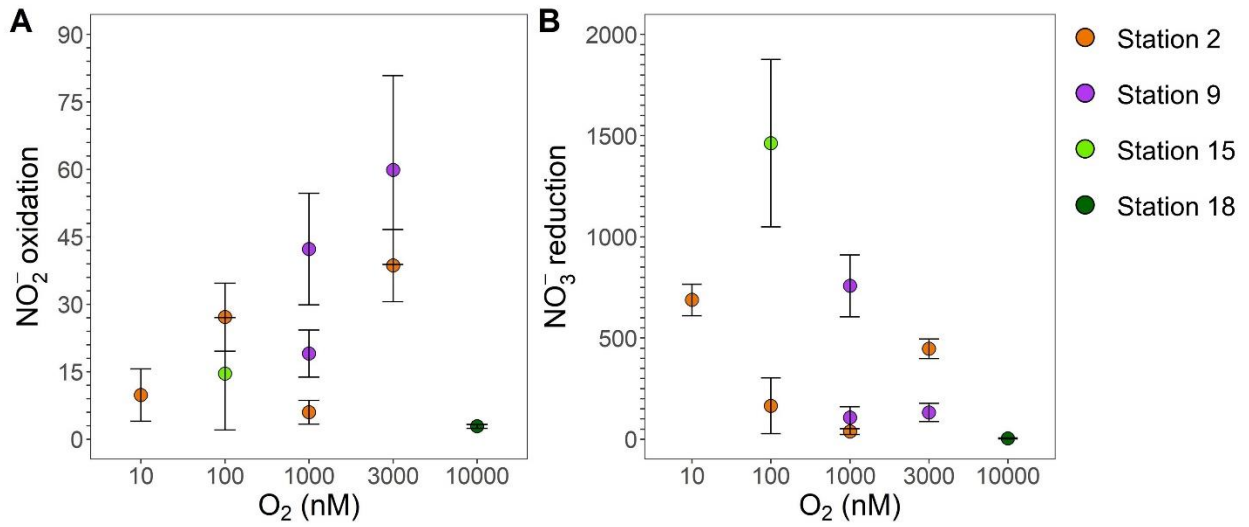 A
NO₂⁻ oxidation
90
75
60
45
30
15
0
10 100 1000 3000 10000
O₂ (nM)
B
NO₃⁻ reduction
2000
1500
1000
500
0
10 100 1000 3000 10000
O₂ (nM)
Station 2
Station 9
Station 15
Station 18